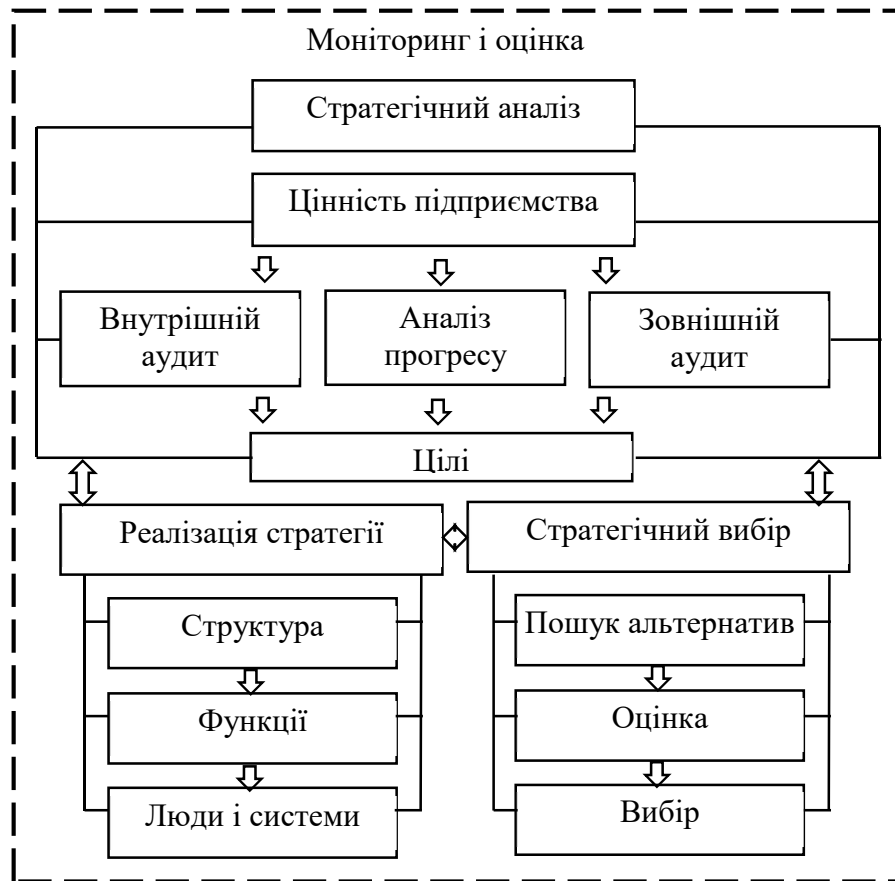 Моніторинг і оцінка
Стратегічний аналіз
Цінність підприємства
Внутрішній
аудит
Аналіз
прогресу
Зовнішній
аудит
Цілі
Реалізація стратегії
Стратегічний вибір
Структура
Функції
Люди і системи
Пошук альтернатив
Оцінка
Вибір